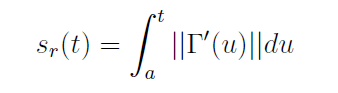 s_r(t) = ∫_a^t ||Γ′(u)||du